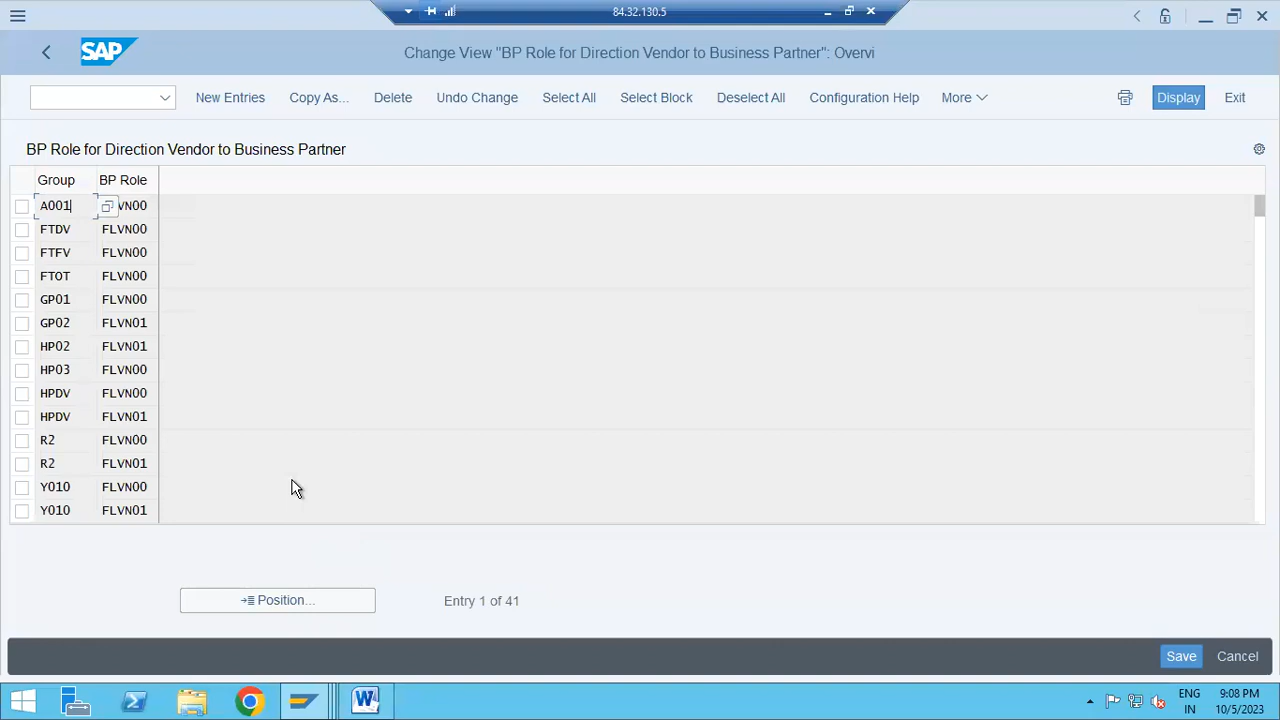 84.32.130.5
SAP
Change View "BP Role for Direction Vendor to Business Partner": Overvi
New Entries Copy As... Delete Undo Change Select All Select Block Deselect All Configuration Help More Display Exit
BP Role for Direction Vendor to Business Partner
Group BP Role
A001 VN00
FTDV FLVN00
FTFV FLVN00
FTOT FLVN00
GP01 FLVN00
GP02 FLVN01
HP02 FLVN01
HP03 FLVN00
HPDV FLVN00
HPDV FLVN01
R2 FLVN00
R2 FLVN01
Y010 FLVN00
Y010 FLVN01
Position... Entry 1 of 41
Save Cancel
ENG 9:08 PM
IN 10/5/2023